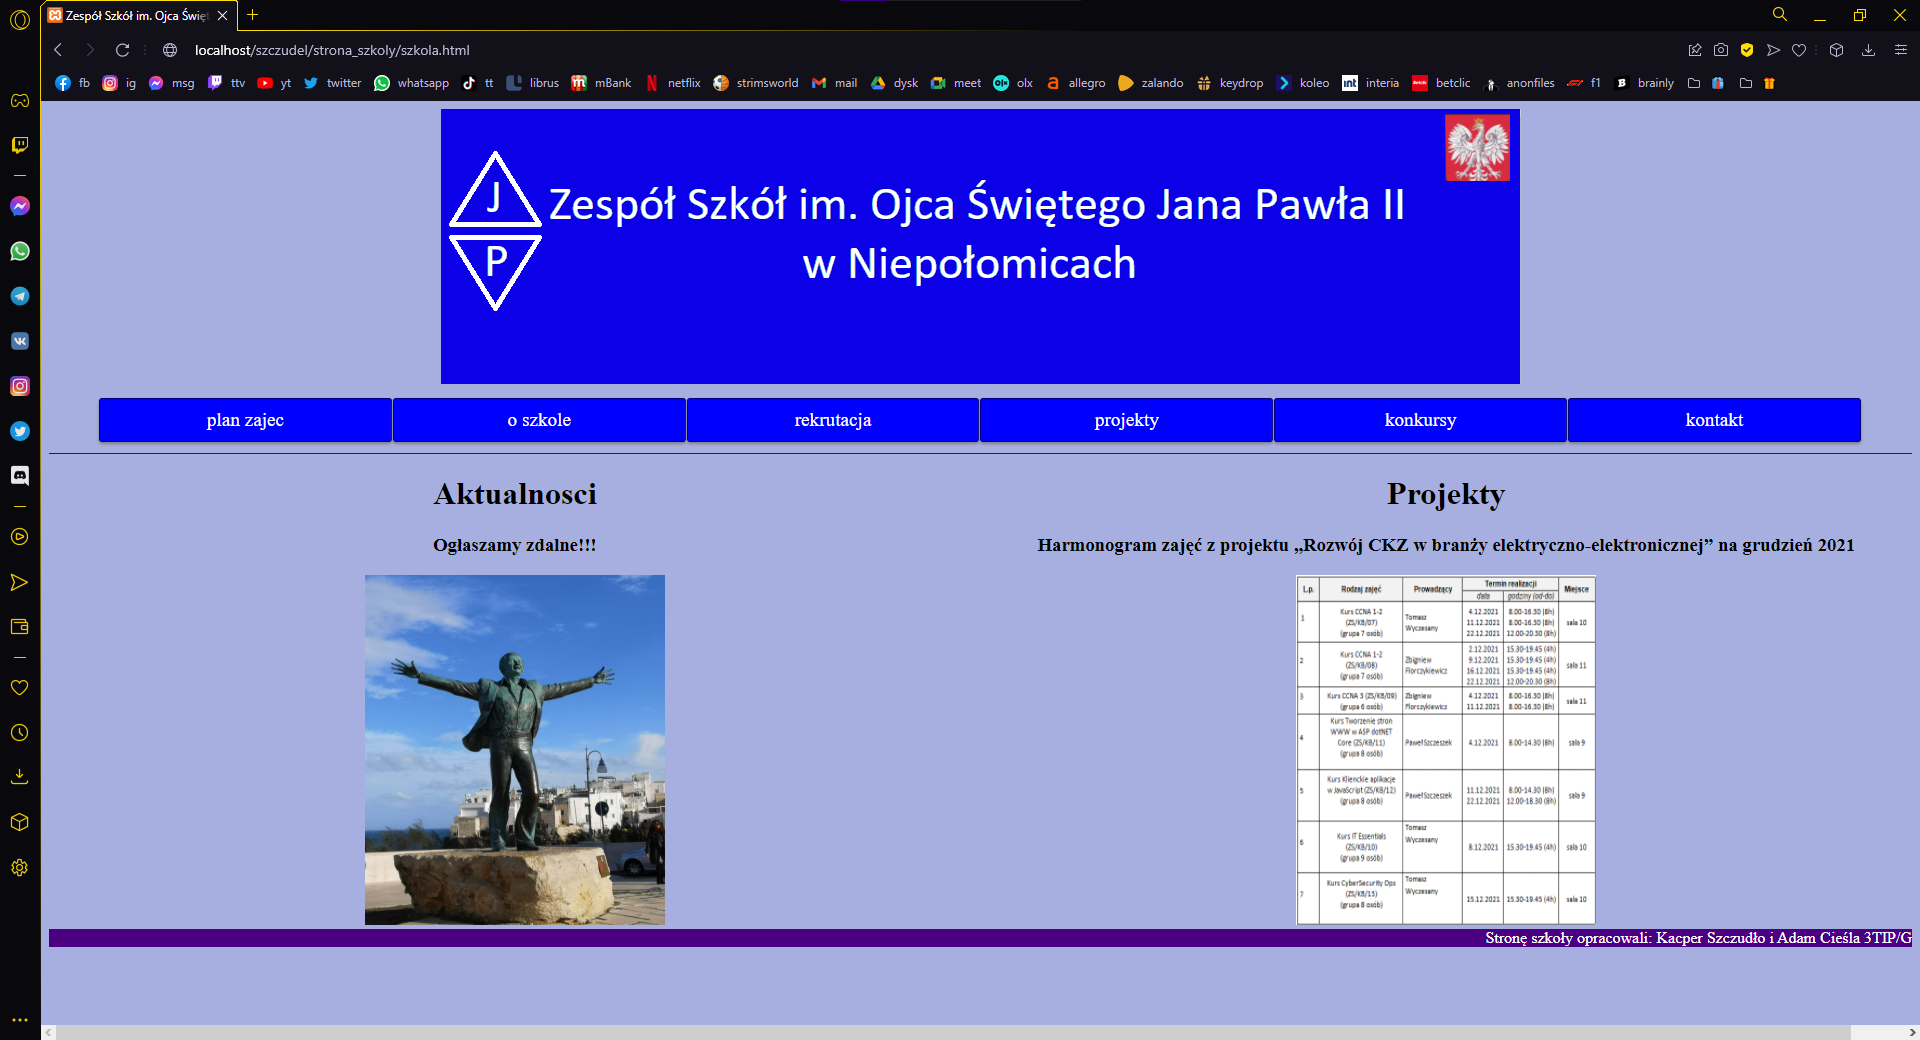 Zespół Szkół im. Ojca Święt
localhost/szczudel/strona_szkoly/szkola.html
fb ig msg ttv yt twitter whatsapp tt librus mBank netflix strimsworld mail dysk meet olx allegro zalando keydrop koleo interia betclic anonfiles f1 brainly
J
P
Zespół Szkół im. Ojca Świętego Jana Pawła II
w Niepołomicach
plan zajec o szkole rekrutacja projekty konkursy kontakt
Aktualnosci
Ogłaszamy zdalne!!!
Projekty
Harmonogram zajęć z projektu „Rozwój CKZ w branży elektryczno-elektronicznej” na grudzień 2021
L.p. Rodzaj zajęć Prowadzący Termin realizacji Miejsce
data godziny (od-do)
1 Kurs CCNA 1-2 (ZS/KB/07) (grupa 7 osób) Tomasz Wyczesany 4.12.2021 8.00-16.30 (8h) sala 10
11.12.2021 8.00-16.30 (8h)
22.12.2021 12.00-20.30 (8h)
2 Kurs CCNA 1-2 (ZS/KB/08) (grupa 7 osób) Zbigniew Florczykiewicz 2.12.2021 15.30-19.45 (4h) sala 11
9.12.2021 15.30-19.45 (4h)
16.12.2021 15.30-19.45 (4h)
22.12.2021 12.00-20.30 (8h)
3 Kurs CCNA 3 (ZS/KB/09) (grupa 6 osób) Zbigniew Florczykiewicz 4.12.2021 8.00-16.30 (8h) sala 11
11.12.2021 8.00-16.30 (8h)
4 Kurs Tworzenie stron WWW w ASP dotNET Core (ZS/KB/11) (grupa 8 osób) Paweł Szczeszek 4.12.2021 8.00-14.30 (8h) sala 9
5 Kurs Klienckie aplikacje w JavaScript (ZS/KB/12) (grupa 8 osób) Paweł Szczeszek 11.12.2021 8.00-14.30 (8h) sala 9
22.12.2021 12.00-18.30 (8h)
6 Kurs IT Essentials (ZS/KB/10) (grupa 9 osób) Tomasz Wyczesany 8.12.2021 15.30-19.45 (4h) sala 10
7 Kurs CyberSecurity Ops (ZS/KB/13) (grupa 8 osób) Tomasz Wyczesany 15.12.2021 15.30-19.45 (4h) sala 10
Stronę szkoły opracowali: Kacper Szczudło i Adam Cieśla 3TIP/G